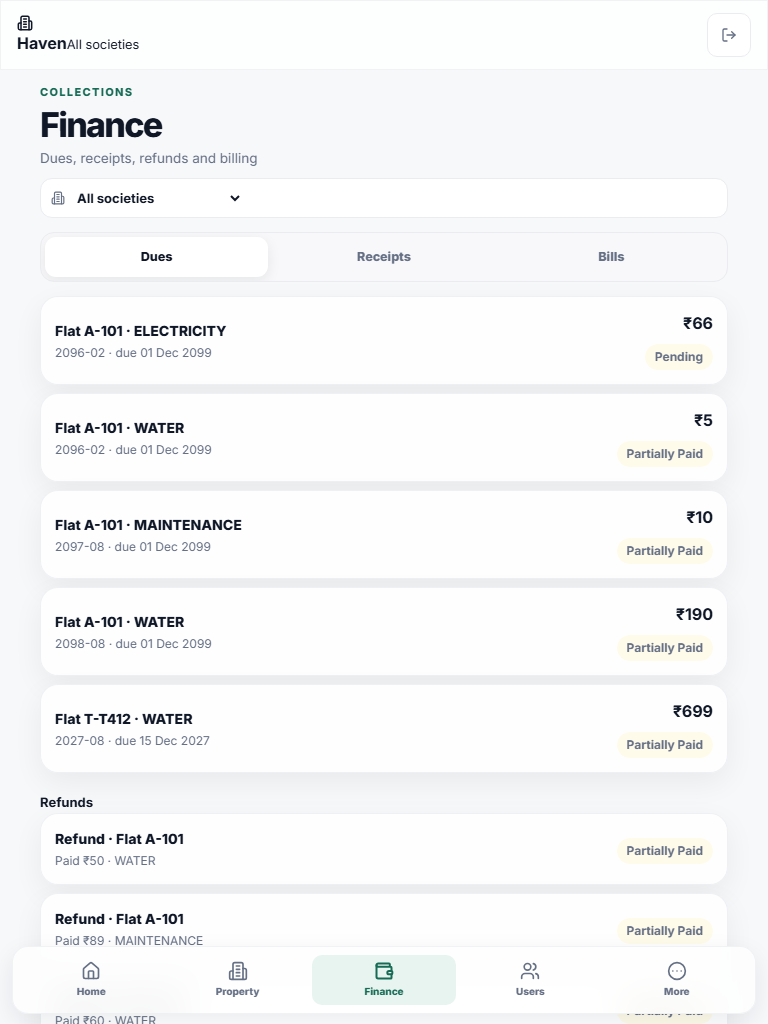 HavenAll societies
COLLECTIONS
Finance
Dues, receipts, refunds and billing
All societies
Dues Receipts Bills
Flat A-101 · ELECTRICITY
2096-02 · due 01 Dec 2099
₹66
Pending
Flat A-101 · WATER
2096-02 · due 01 Dec 2099
₹5
Partially Paid
Flat A-101 · MAINTENANCE
2097-08 · due 01 Dec 2099
₹10
Partially Paid
Flat A-101 · WATER
2098-08 · due 01 Dec 2099
₹190
Partially Paid
Flat T-T412 · WATER
2027-08 · due 15 Dec 2027
₹699
Partially Paid
Refunds
Refund · Flat A-101
Paid ₹50 · WATER
Partially Paid
Refund · Flat A-101
Paid ₹89 · MAINTENANCE
Partially Paid
Home Property Finance Users More
Paid ₹60 · WATER
Partially Paid